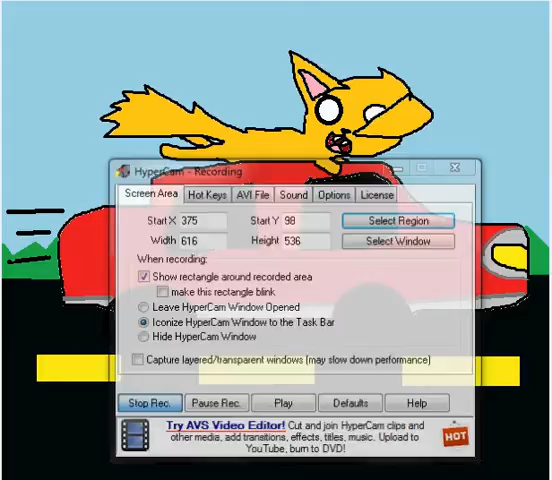 HyperCam - Recording
Screen Area Hot Keys AVI File Sound Options License
Start X 375 Start Y 98 Select Region
Width 616 Height 536 Select Window
When recording:
Show rectangle around recorded area
make this rectangle blink
Leave HyperCam Window Opened
Iconize HyperCam Window to the Task Bar
Hide HyperCam Window
Capture layered/transparent windows (may slow down performance)
Stop Rec. Pause Rec. Play Defaults Help
Try AVS Video Editor! Cut and join HyperCam clips and
other media, add transitions, effects, titles, music. Upload to
YouTube, burn to DVD!
HOT